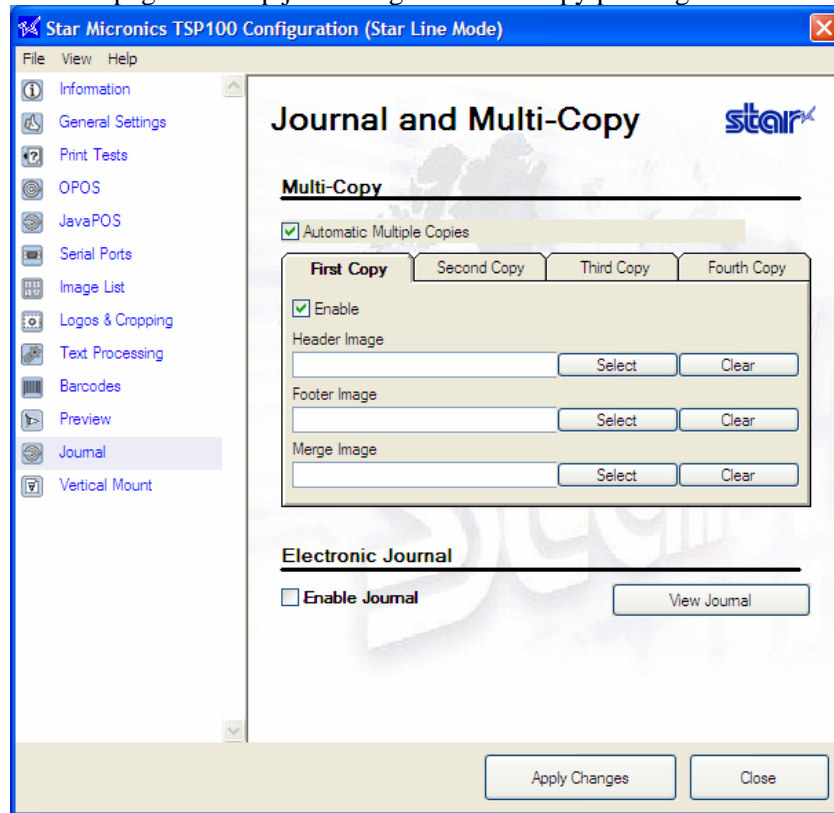 Star Micronics TSP100 Configuration (Star Line Mode)
File View Help
Information
General Settings
Print Tests
OPOS
JavaPOS
Serial Ports
Image List
Logos & Cropping
Text Processing
Barcodes
Preview
Journal
Vertical Mount
Journal and Multi-Copy
star
Multi-Copy
Automatic Multiple Copies
First Copy Second Copy Third Copy Fourth Copy
Enable
Header Image
Select Clear
Footer Image
Select Clear
Merge Image
Select Clear
Electronic Journal
Enable Journal View Journal
Apply Changes Close